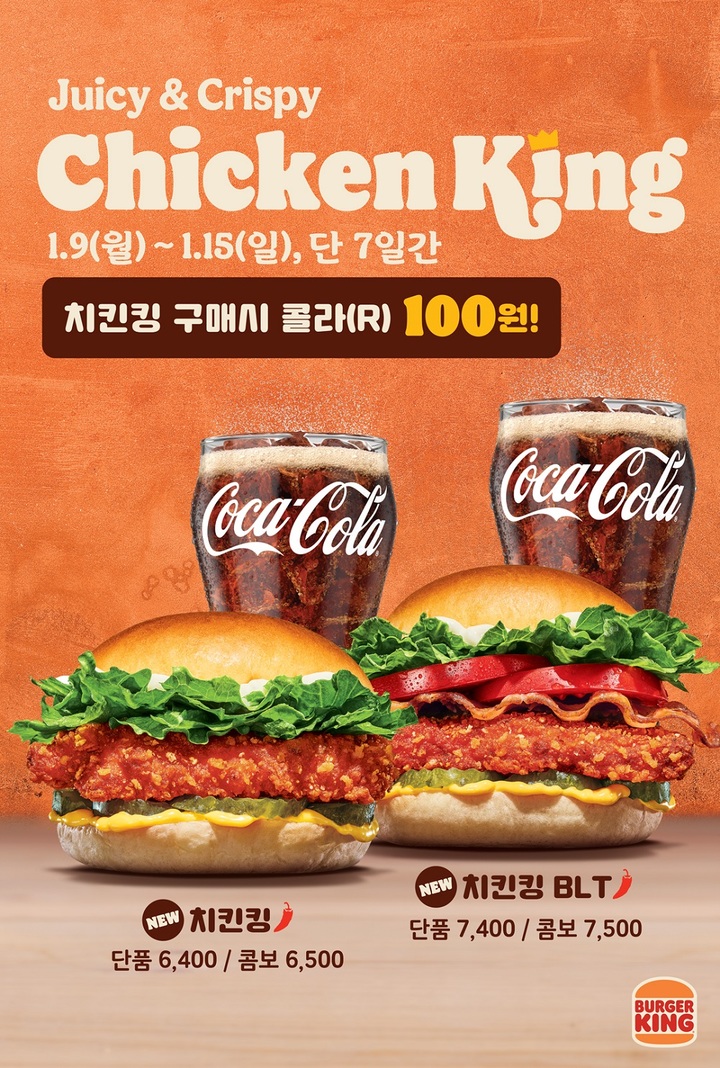 Juicy & Crispy
Chicken King
1.9(월) ~ 1.15(일), 단 7일간
치킨킹 구매시 콜라(R) 100원!
Coca-Cola
Coca-Cola
NEW 치킨킹 BLT
단품 7,400 / 콤보 7,500
NEW 치킨킹
단품 6,400 / 콤보 6,500
BURGER
KING